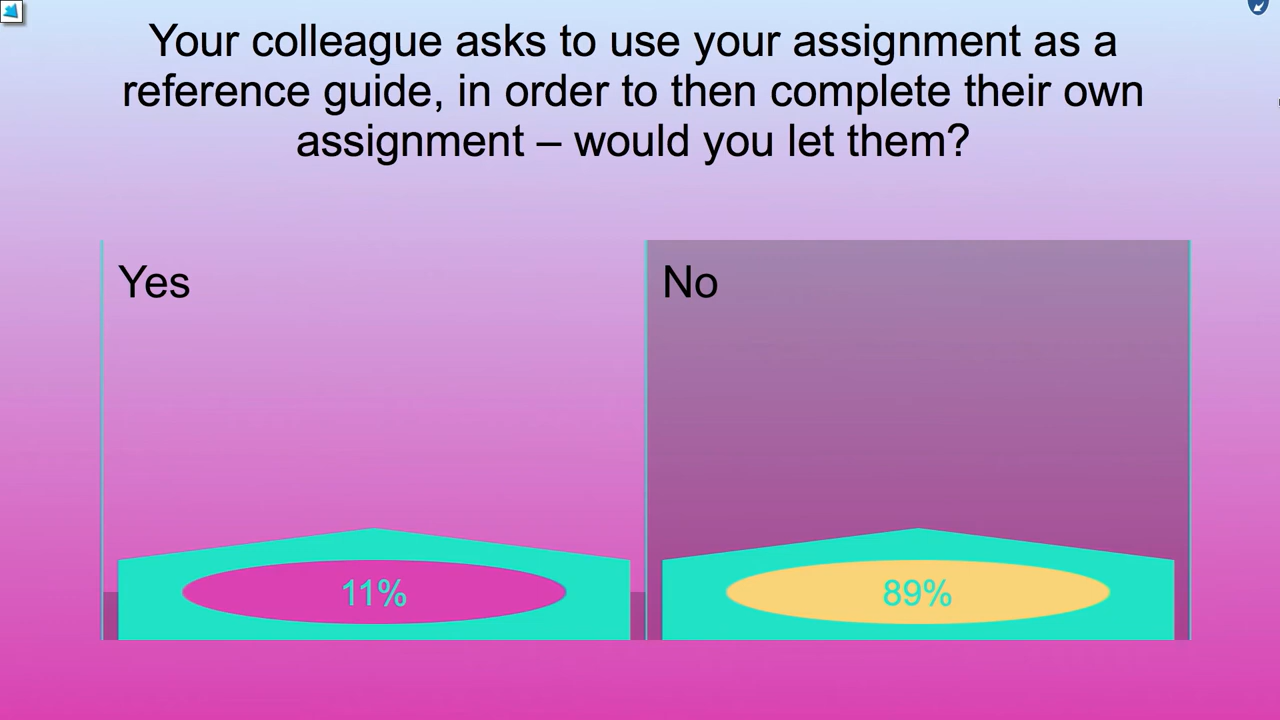 Your colleague asks to use your assignment as a
reference guide, in order to then complete their own
assignment – would you let them?
Yes
No
11%
89%